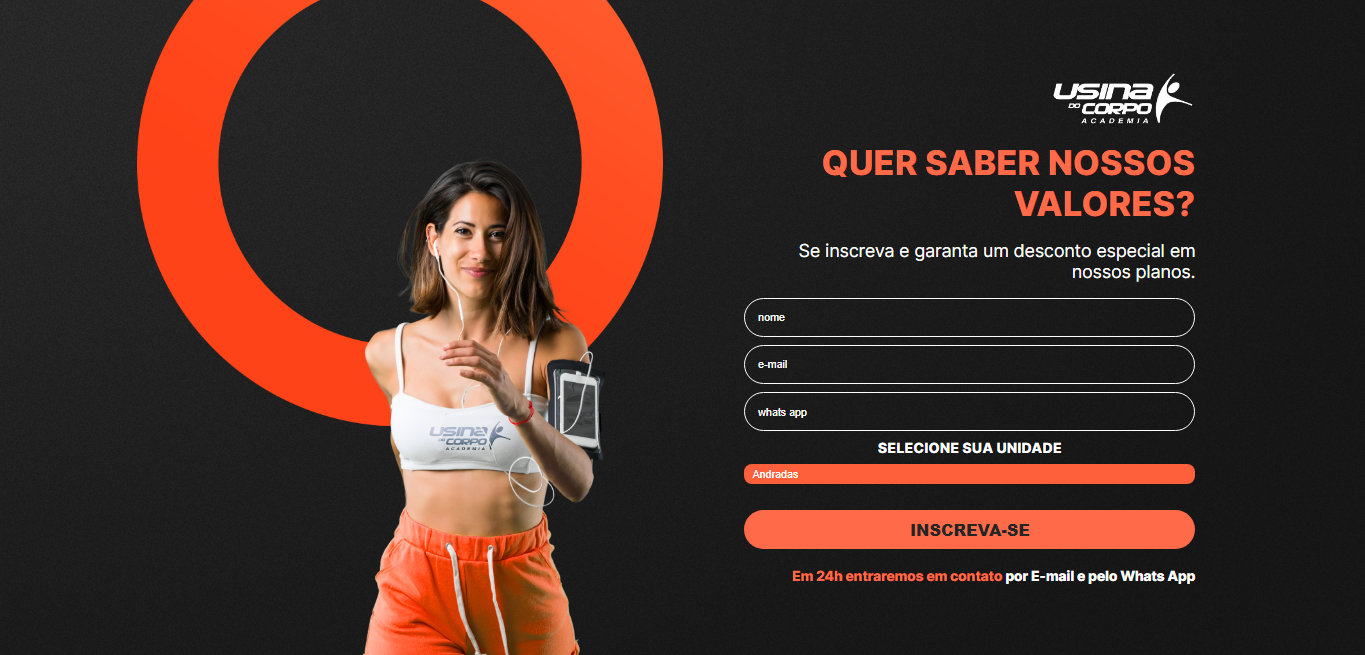 USINA
DO CORPO
ACADEMIA
QUER SABER NOSSOS
VALORES?
Se inscreva e garanta um desconto especial em
nossos planos.
nome
e-mail
whats app
SELECIONE SUA UNIDADE
Andradas
INSCREVA-SE
Em 24h entraremos em contato por E-mail e pelo Whats App
USINA
DO CORPO
ACADEMIA